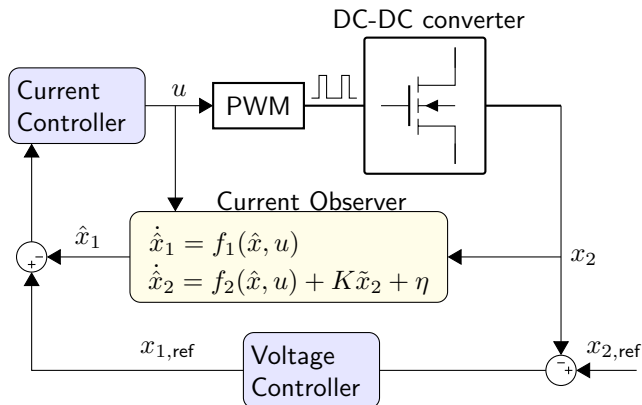 DC-DC converter
Current
Controller
u
PWM
Current Observer
x̂₁
ẋ̂₁ = f₁(x̂, u)
ẋ̂₂ = f₂(x̂, u) + Kx̃₂ + η
x₂
+
−
x₁,ref
Voltage
Controller
−
+
x₂,ref